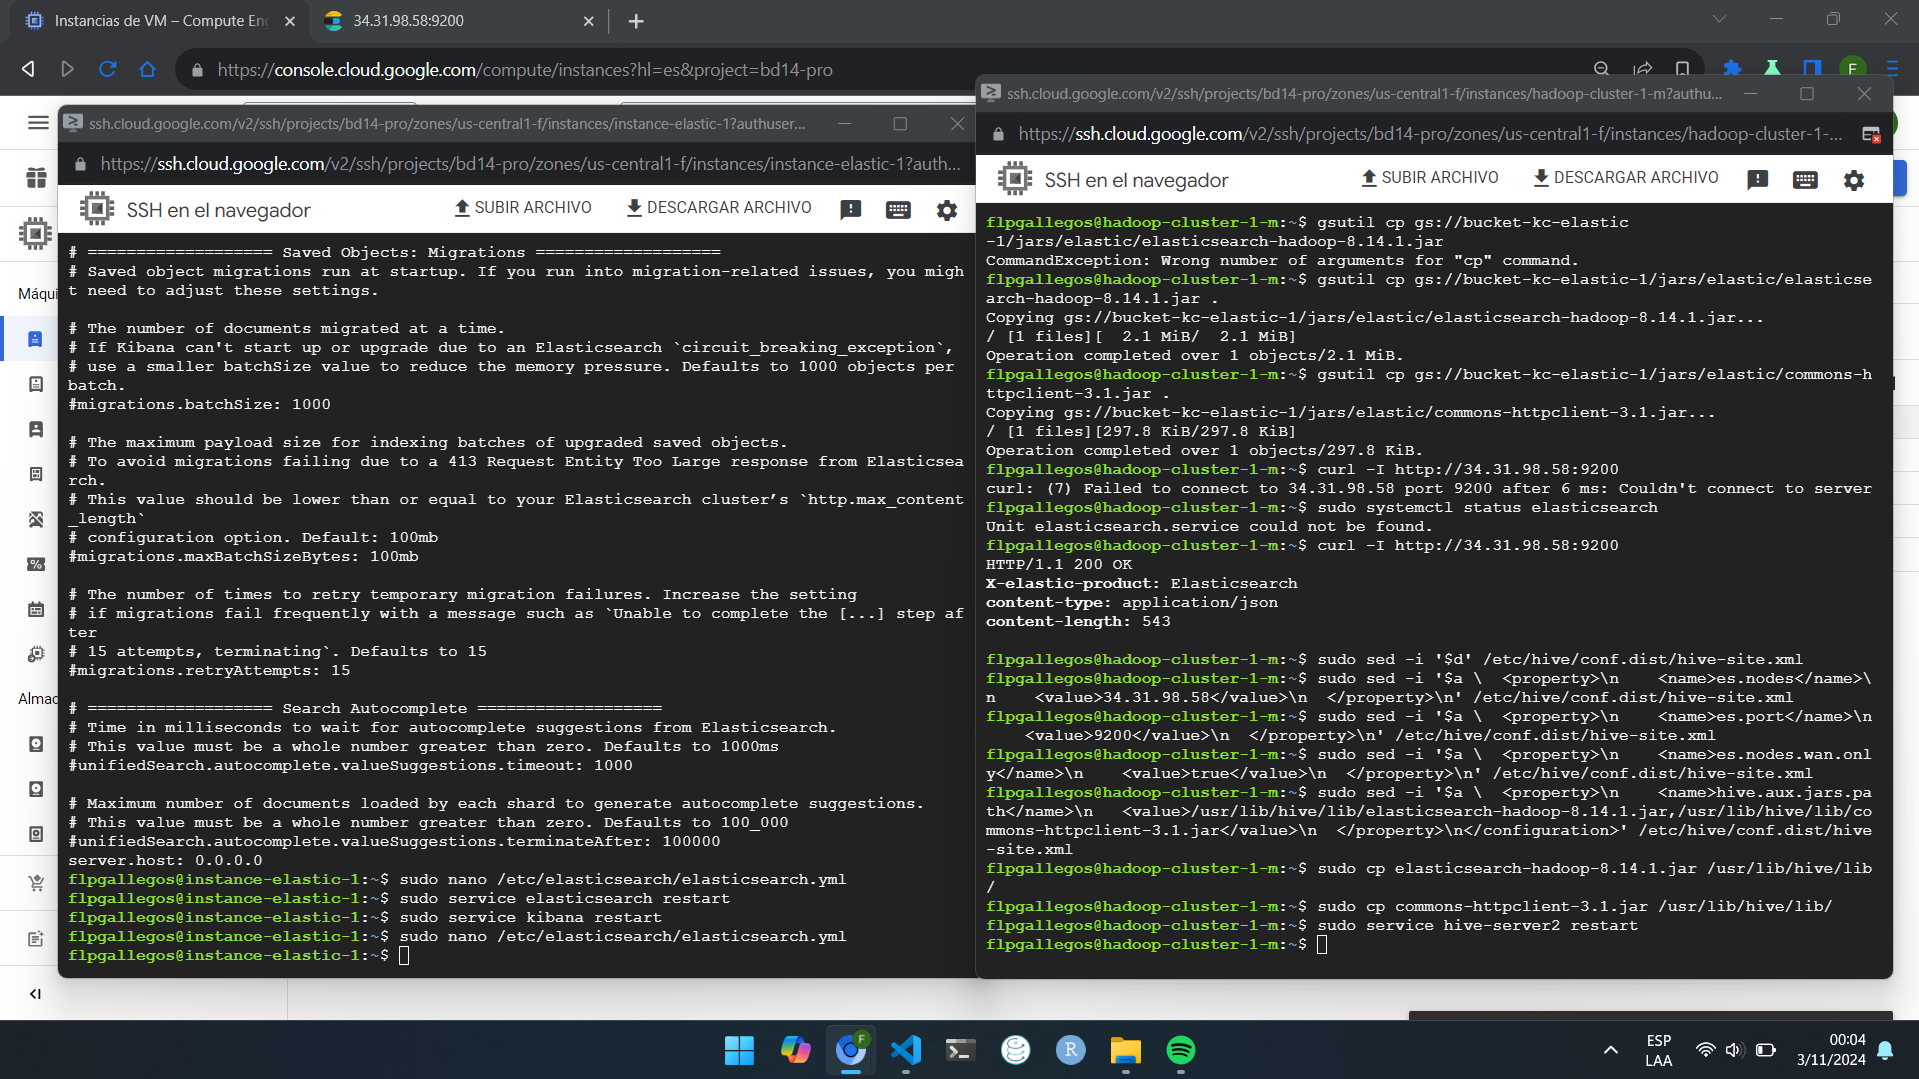 Instancias de VM – Compute Eng
34.31.98.58:9200
https://console.cloud.google.com/compute/instances?hl=es&project=bd14-pro
F
Máqui
Almac
ssh.cloud.google.com/v2/ssh/projects/bd14-pro/zones/us-central1-f/instances/instance-elastic-1?authuser...
https://ssh.cloud.google.com/v2/ssh/projects/bd14-pro/zones/us-central1-f/instances/instance-elastic-1?auth...
SSH en el navegador
SUBIR ARCHIVO
DESCARGAR ARCHIVO
# =================== Saved Objects: Migrations ===================
# Saved object migrations run at startup. If you run into migration-related issues, you migh
t need to adjust these settings.
# The number of documents migrated at a time.
# If Kibana can't start up or upgrade due to an Elasticsearch `circuit_breaking_exception`,
# use a smaller batchSize value to reduce the memory pressure. Defaults to 1000 objects per
batch.
#migrations.batchSize: 1000
# The maximum payload size for indexing batches of upgraded saved objects.
# To avoid migrations failing due to a 413 Request Entity Too Large response from Elasticsea
rch.
# This value should be lower than or equal to your Elasticsearch cluster’s `http.max_content
_length`
# configuration option. Default: 100mb
#migrations.maxBatchSizeBytes: 100mb
# The number of times to retry temporary migration failures. Increase the setting
# if migrations fail frequently with a message such as `Unable to complete the [...] step af
ter
# 15 attempts, terminating`. Defaults to 15
#migrations.retryAttempts: 15
# =================== Search Autocomplete ===================
# Time in milliseconds to wait for autocomplete suggestions from Elasticsearch.
# This value must be a whole number greater than zero. Defaults to 1000ms
#unifiedSearch.autocomplete.valueSuggestions.timeout: 1000
# Maximum number of documents loaded by each shard to generate autocomplete suggestions.
# This value must be a whole number greater than zero. Defaults to 100_000
#unifiedSearch.autocomplete.valueSuggestions.terminateAfter: 100000
server.host: 0.0.0.0
flpgallegos@instance-elastic-1:~$ sudo nano /etc/elasticsearch/elasticsearch.yml
flpgallegos@instance-elastic-1:~$ sudo service elasticsearch restart
flpgallegos@instance-elastic-1:~$ sudo service kibana restart
flpgallegos@instance-elastic-1:~$ sudo nano /etc/elasticsearch/elasticsearch.yml
flpgallegos@instance-elastic-1:~$
ssh.cloud.google.com/v2/ssh/projects/bd14-pro/zones/us-central1-f/instances/hadoop-cluster-1-m?authu...
https://ssh.cloud.google.com/v2/ssh/projects/bd14-pro/zones/us-central1-f/instances/hadoop-cluster-1-...
SSH en el navegador
SUBIR ARCHIVO
DESCARGAR ARCHIVO
flpgallegos@hadoop-cluster-1-m:~$ gsutil cp gs://bucket-kc-elastic
-1/jars/elastic/elasticsearch-hadoop-8.14.1.jar
CommandException: Wrong number of arguments for "cp" command.
flpgallegos@hadoop-cluster-1-m:~$ gsutil cp gs://bucket-kc-elastic-1/jars/elastic/elasticse
arch-hadoop-8.14.1.jar .
Copying gs://bucket-kc-elastic-1/jars/elastic/elasticsearch-hadoop-8.14.1.jar...
/ [1 files][  2.1 MiB/  2.1 MiB]
Operation completed over 1 objects/2.1 MiB.
flpgallegos@hadoop-cluster-1-m:~$ gsutil cp gs://bucket-kc-elastic-1/jars/elastic/commons-h
ttpclient-3.1.jar .
Copying gs://bucket-kc-elastic-1/jars/elastic/commons-httpclient-3.1.jar...
/ [1 files][297.8 KiB/297.8 KiB]
Operation completed over 1 objects/297.8 KiB.
flpgallegos@hadoop-cluster-1-m:~$ curl -I http://34.31.98.58:9200
curl: (7) Failed to connect to 34.31.98.58 port 9200 after 6 ms: Couldn't connect to server
flpgallegos@hadoop-cluster-1-m:~$ sudo systemctl status elasticsearch
Unit elasticsearch.service could not be found.
flpgallegos@hadoop-cluster-1-m:~$ curl -I http://34.31.98.58:9200
HTTP/1.1 200 OK
X-elastic-product: Elasticsearch
content-type: application/json
content-length: 543
flpgallegos@hadoop-cluster-1-m:~$ sudo sed -i '$d' /etc/hive/conf.dist/hive-site.xml
flpgallegos@hadoop-cluster-1-m:~$ sudo sed -i '$a \  <property>\n    <name>es.nodes</name>\
n    <value>34.31.98.58</value>\n  </property>\n' /etc/hive/conf.dist/hive-site.xml
flpgallegos@hadoop-cluster-1-m:~$ sudo sed -i '$a \  <property>\n    <name>es.port</name>\n
    <value>9200</value>\n  </property>\n' /etc/hive/conf.dist/hive-site.xml
flpgallegos@hadoop-cluster-1-m:~$ sudo sed -i '$a \  <property>\n    <name>es.nodes.wan.onl
y</name>\n    <value>true</value>\n  </property>\n' /etc/hive/conf.dist/hive-site.xml
flpgallegos@hadoop-cluster-1-m:~$ sudo sed -i '$a \  <property>\n    <name>hive.aux.jars.pa
th</name>\n   <value>/usr/lib/hive/lib/elasticsearch-hadoop-8.14.1.jar,/usr/lib/hive/lib/co
mmons-httpclient-3.1.jar</value>\n  </property>\n</configuration>' /etc/hive/conf.dist/hive
-site.xml
flpgallegos@hadoop-cluster-1-m:~$ sudo cp elasticsearch-hadoop-8.14.1.jar /usr/lib/hive/lib
/
flpgallegos@hadoop-cluster-1-m:~$ sudo cp commons-httpclient-3.1.jar /usr/lib/hive/lib/
flpgallegos@hadoop-cluster-1-m:~$ sudo service hive-server2 restart
flpgallegos@hadoop-cluster-1-m:~$
F
R
ESP
LAA
00:04
3/11/2024